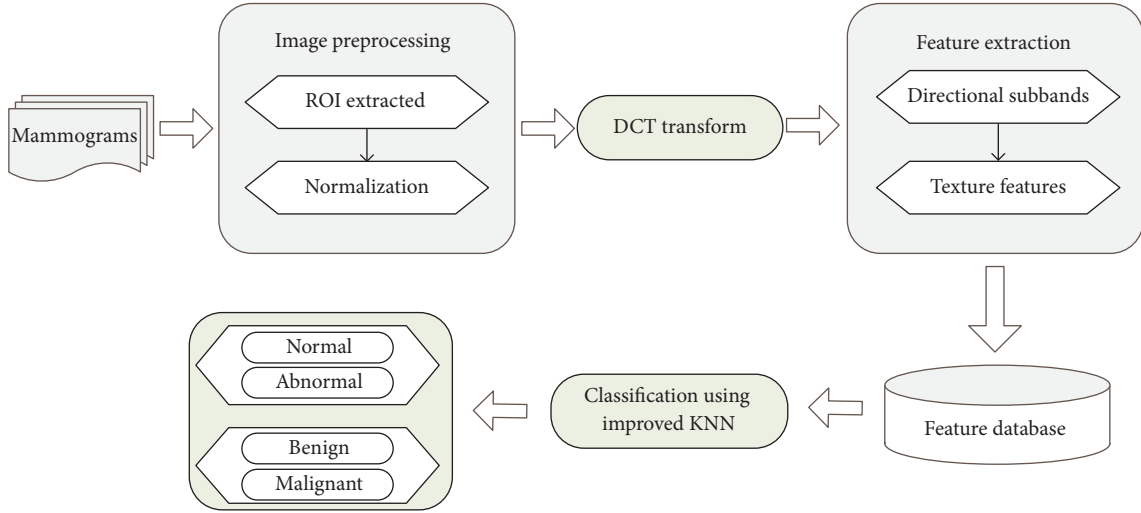 Mammograms
Image preprocessing
ROI extracted
Normalization
DCT transform
Feature extraction
Directional subbands
Texture features
Feature database
Classification using
improved KNN
Normal
Abnormal
Benign
Malignant